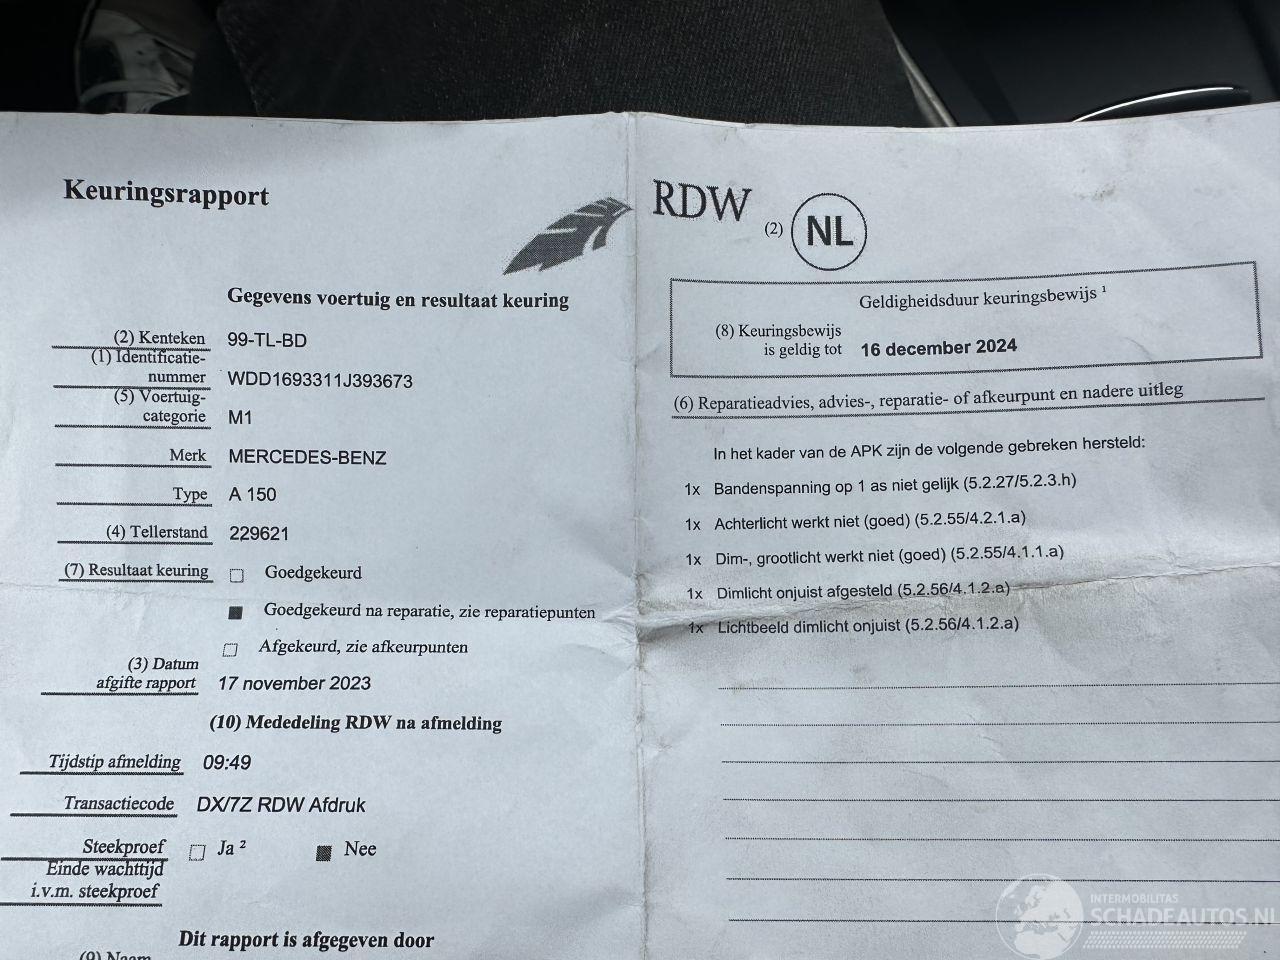 Keuringsrapport
Gegevens voertuig en resultaat keuring
(2) Kenteken 99-TL-BD
(1) Identificatie-
nummer WDD1693311J393673
(5) Voertuig-
categorie M1
Merk MERCEDES-BENZ
Type A 150
(4) Tellerstand 229621
(7) Resultaat keuring Goedgekeurd
Goedgekeurd na reparatie, zie reparatiepunten
Afgekeurd, zie afkeurpunten
(3) Datum
afgifte rapport 17 november 2023
(10) Mededeling RDW na afmelding
Tijdstip afmelding 09:49
Transactiecode DX/7Z RDW Afdruk
Steekproef Ja ² Nee
Einde wachttijd
i.v.m. steekproef
Dit rapport is afgegeven door
(9) Naam
RDW (2) NL
Geldigheidsduur keuringsbewijs ¹
(8) Keuringsbewijs
is geldig tot 16 december 2024
(6) Reparatieadvies, advies-, reparatie- of afkeurpunt en nadere uitleg
In het kader van de APK zijn de volgende gebreken hersteld:
1x Bandenspanning op 1 as niet gelijk (5.2.27/5.2.3.h)
1x Achterlicht werkt niet (goed) (5.2.55/4.2.1.a)
1x Dim-, grootlicht werkt niet (goed) (5.2.55/4.1.1.a)
1x Dimlicht onjuist afgesteld (5.2.56/4.1.2.a)
1x Lichtbeeld dimlicht onjuist (5.2.56/4.1.2.a)
INTERMOBILITAS
SCHADEAUTOS.NL